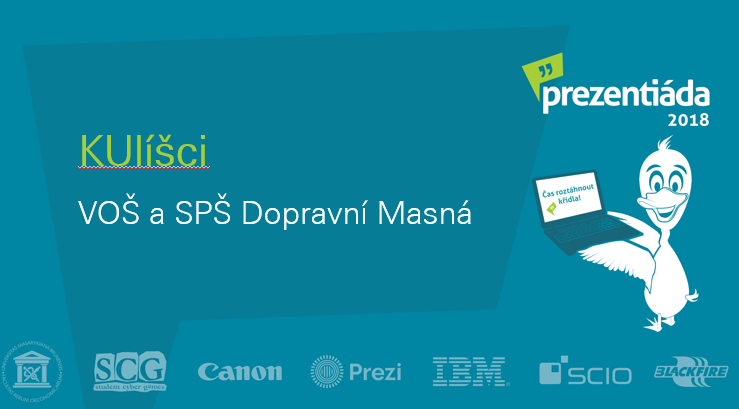 prezentiáda
2018
KUlíšci
VOŠ a SPŠ Dopravní Masná
Čas roztáhnout
křídla!
SCG
student cyber games
Canon
Prezi
IBM
SCIO
BLACKFIRE